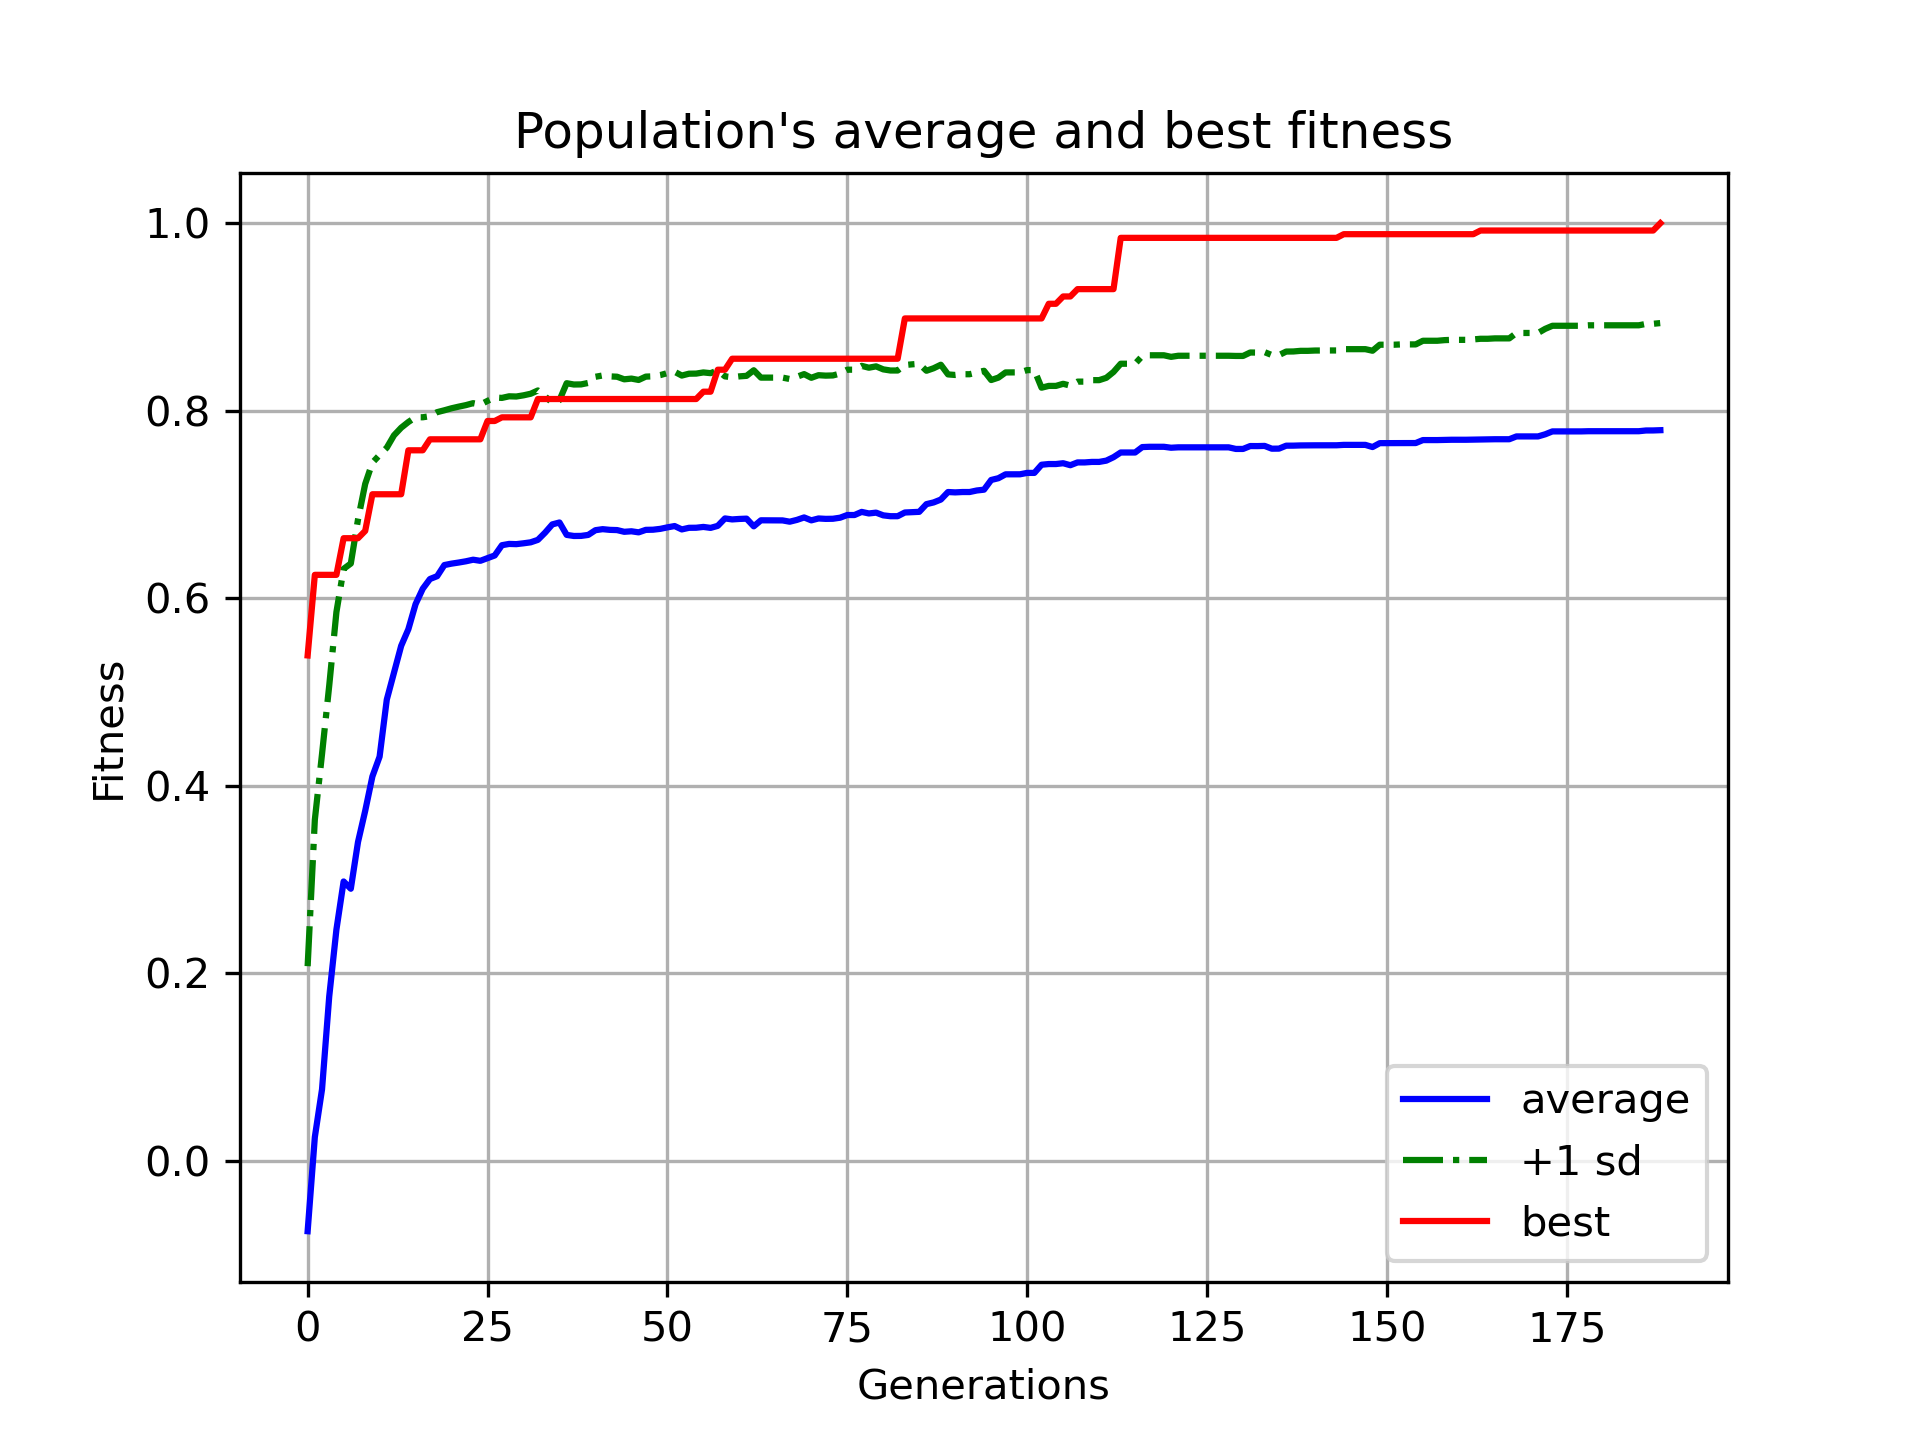 Population's average and best fitness
1.0
0.8
0.6
0.4
0.2
0.0
Fitness
0 25 50 75 100 125 150 175
Generations
average
+1 sd
best